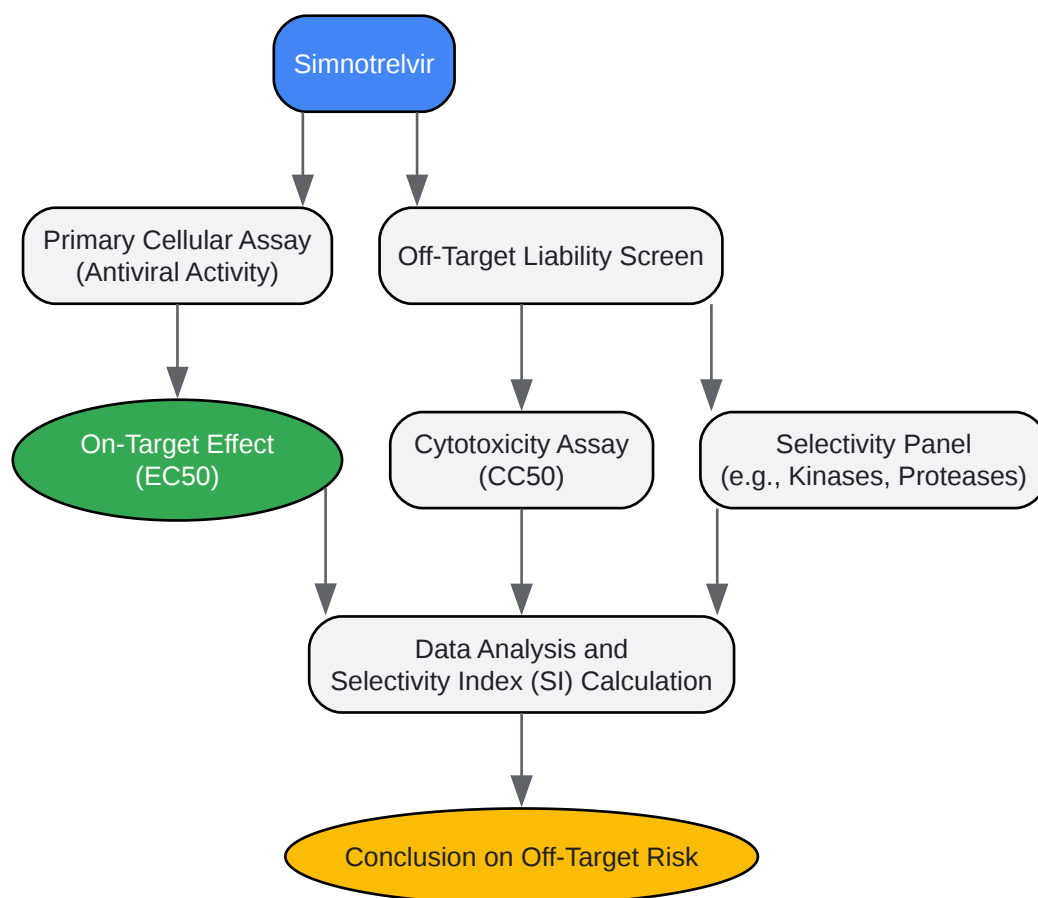 Simnotrelvir
Primary Cellular Assay
(Antiviral Activity)
Off-Target Liability Screen
On-Target Effect
(EC50)
Cytotoxicity Assay
(CC50)
Selectivity Panel
(e.g., Kinases, Proteases)
Data Analysis and
Selectivity Index (SI) Calculation
Conclusion on Off-Target Risk